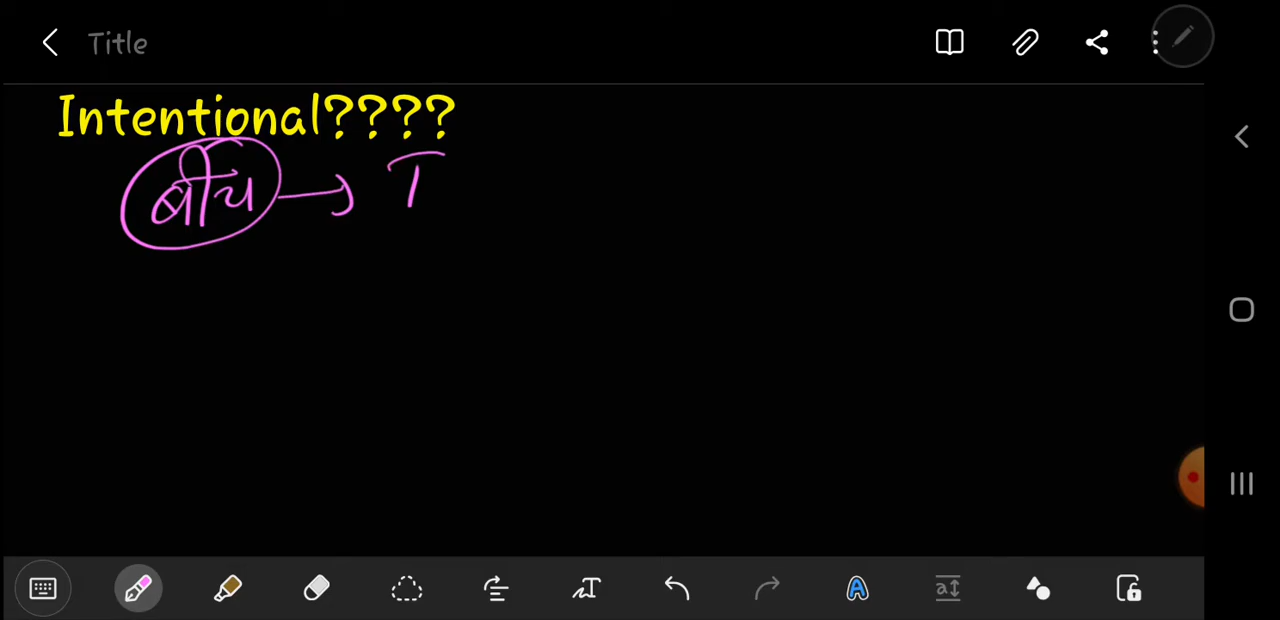 Title
Intentional????
बीच → T